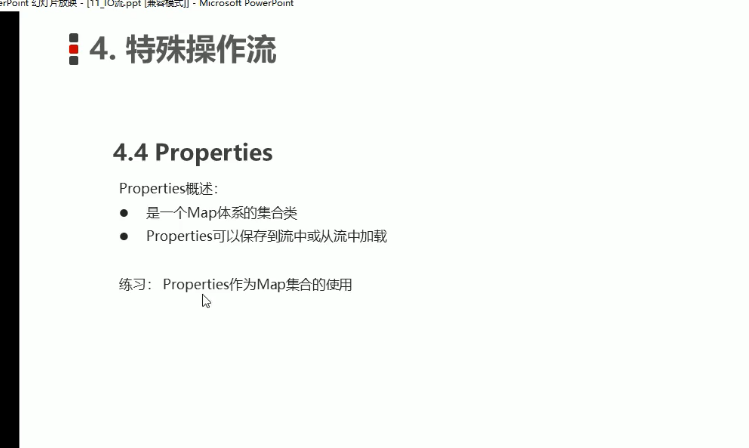 PowerPoint 幻灯片放映 - [11_IO流.ppt [兼容模式]] - Microsoft PowerPoint
4. 特殊操作流
4.4 Properties
Properties概述：
● 是一个Map体系的集合类
● Properties可以保存到流中或从流中加载
练习： Properties作为Map集合的使用